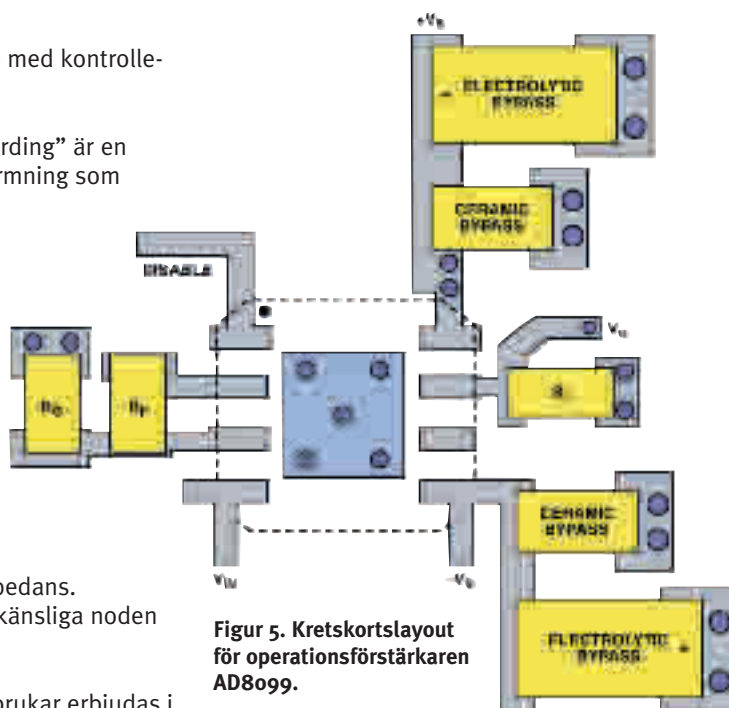 med kontrolle-
rding” är en
rmning som
+VS
ELECTROLYTIC
BYPASS
CERAMIC
BYPASS
DISABLE
RG
RF
CERAMIC
BYPASS
VIN
-VS
ELECTROLYTIC
BYPASS
pedans.
känsliga noden
Figur 5. Kretskortslayout
för operationsförstärkaren
AD8099.
brukar erbjudas i